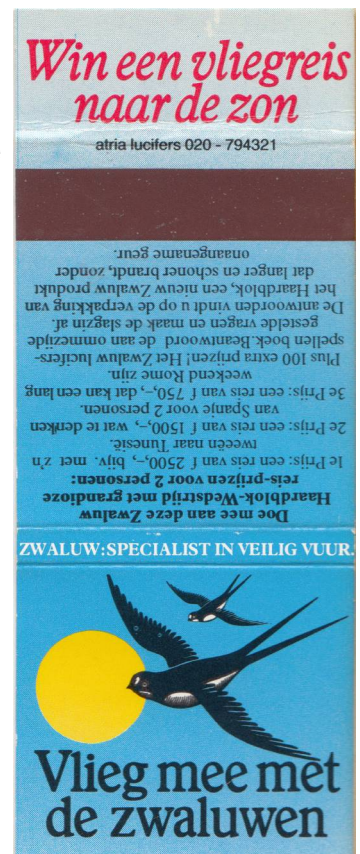 Win een vliegreis
naar de zon
atria lucifers 020 - 794321
Doe mee aan deze Zwaluw
Haardblok-Wedstrijd met grandioze
reis-prijzen voor 2 personen:
1e Prijs: een reis van f 2500,-, bijv. met z'n
tweeën naar Tunesië.
2e Prijs: een reis van f 1500,-, wat te denken
van Spanje voor 2 personen.
3e Prijs: een reis van f 750,-, dat kan een lang
weekend Rome zijn.
Plus 100 extra prijzen! Het Zwaluw lucifers-
spellen boek. Beantwoord de aan ommezijde
gestelde vragen en maak de slagzin af.
De antwoorden vindt u op de verpakking van
het Haardblok, een nieuw Zwaluw produkt
dat langer en schoner brandt, zonder
onaangename geur.
ZWALUW: SPECIALIST IN VEILIG VUUR.
Vlieg mee met
de zwaluwen